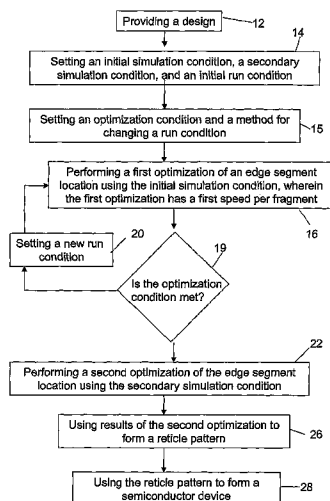 Providing a design
12
14
Setting an initial simulation condition, a secondary
simulation condition, and an initial run condition
Setting an optimization condition and a method for
changing a run condition
15
Performing a first optimization of an edge segment
location using the initial simulation condition, wherein
the first optimization has a first speed per fragment
16
20
Setting a new run
condition
19
Is the optimization
condition met?
22
Performing a second optimization of the edge segment
location using the secondary simulation condition
Using results of the second optimization to
form a reticle pattern
26
Using the reticle pattern to form a
semiconductor device
28